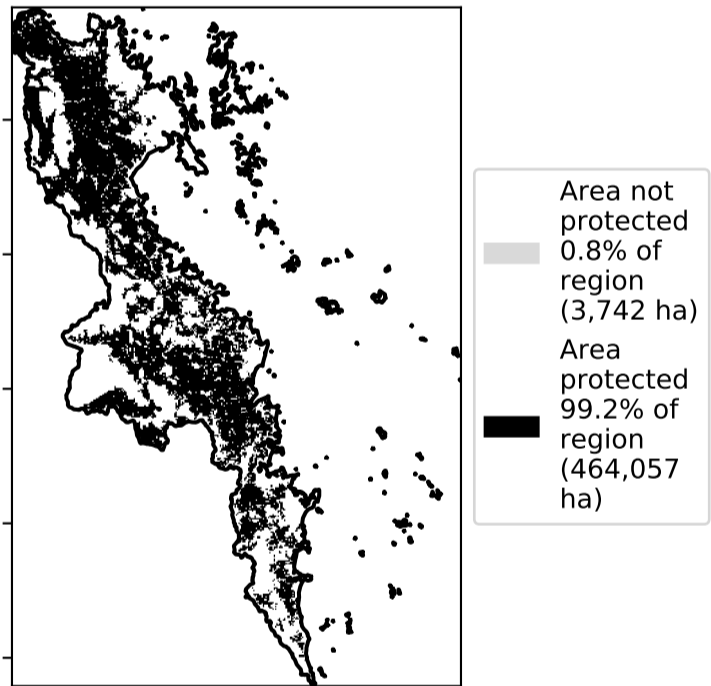 Area not
protected
0.8% of
region
(3,742 ha)
Area
protected
99.2% of
region
(464,057
ha)